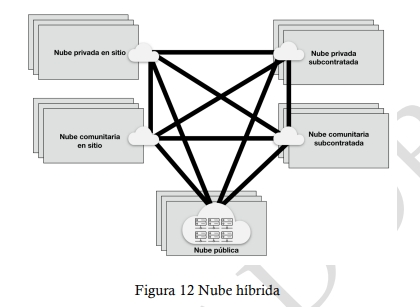 Nube privada en sitio
Nube privada
subcontratada
Nube comunitaria
en sitio
Nube comunitaria
subcontratada
Nube pública
Figura 12 Nube híbrida